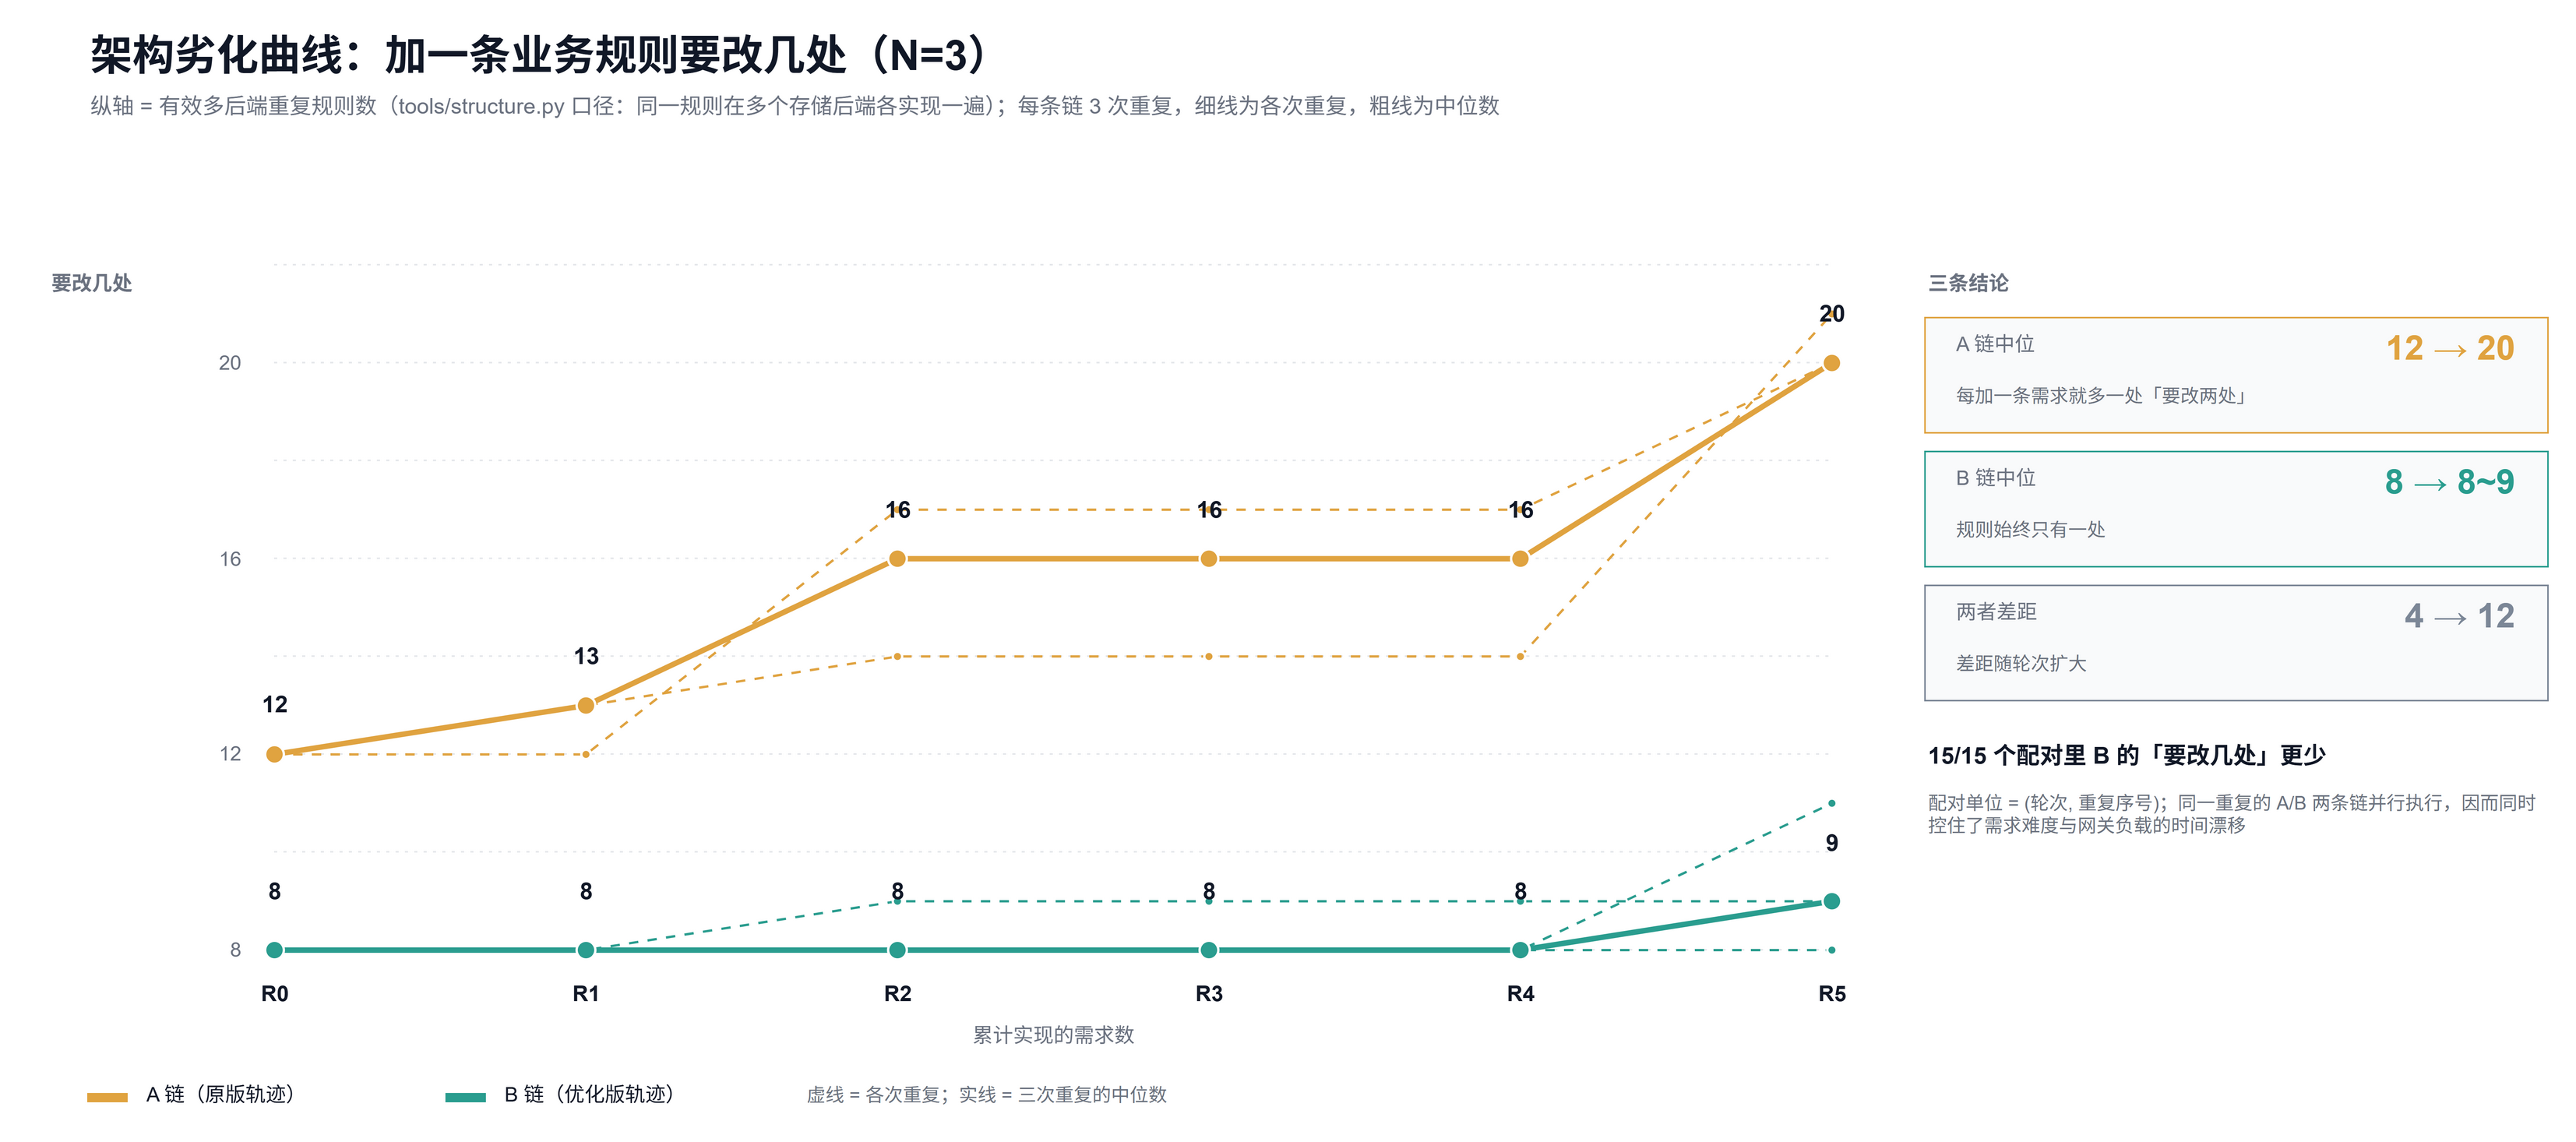 架构劣化曲线：加一条业务规则要改几处（N=3）
纵轴 = 有效多后端重复规则数（tools/structure.py 口径：同一规则在多个存储后端各实现一遍）；每条链 3 次重复，细线为各次重复，粗线为中位数
要改几处
20
16
12
8
12
13
16
16
16
20
8
8
8
8
8
9
R0
R1
R2
R3
R4
R5
累计实现的需求数
A 链（原版轨迹）
B 链（优化版轨迹）
虚线 = 各次重复；实线 = 三次重复的中位数
三条结论
A 链中位
12 → 20
每加一条需求就多一处「要改两处」
B 链中位
8 → 8~9
规则始终只有一处
两者差距
4 → 12
差距随轮次扩大
15/15 个配对里 B 的「要改几处」更少
配对单位 = (轮次, 重复序号)；同一重复的 A/B 两条链并行执行，因而同时
控住了需求难度与网关负载的时间漂移